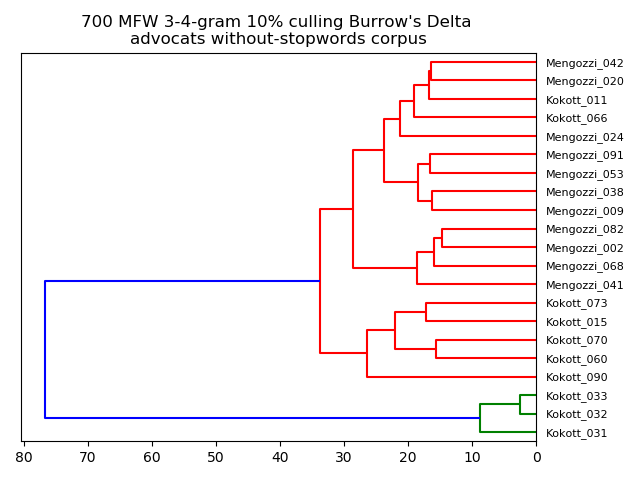 700 MFW 3-4-gram 10% culling Burrow's Delta
advocats without-stopwords corpus
Mengozzi_042
Mengozzi_020
Kokott_011
Kokott_066
Mengozzi_024
Mengozzi_091
Mengozzi_053
Mengozzi_038
Mengozzi_009
Mengozzi_082
Mengozzi_002
Mengozzi_068
Mengozzi_041
Kokott_073
Kokott_015
Kokott_070
Kokott_060
Kokott_090
Kokott_033
Kokott_032
Kokott_031
80 70 60 50 40 30 20 10 0